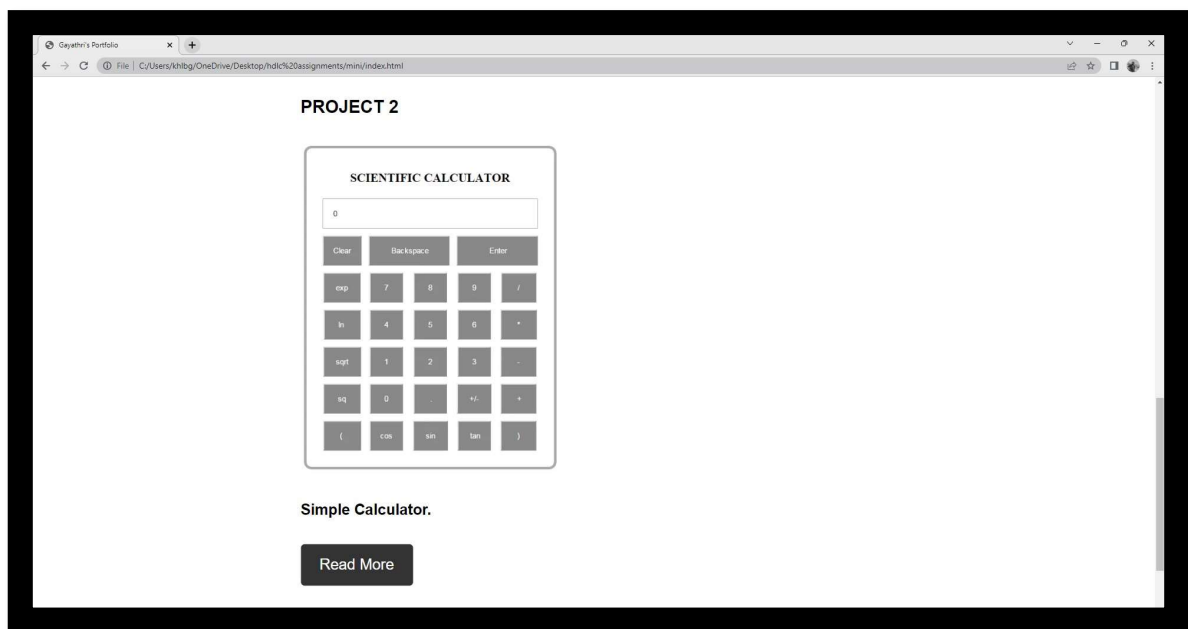 Gayathri's Portfolio
File | C:/Users/khlbg/OneDrive/Desktop/hdlc%20assignments/mini/index.html
PROJECT 2
SCIENTIFIC CALCULATOR
0
Clear Backspace Enter
exp 7 8 9 /
ln 4 5 6 *
sqrt 1 2 3 -
sq 0 . +/- +
( cos sin tan )
Simple Calculator.
Read More